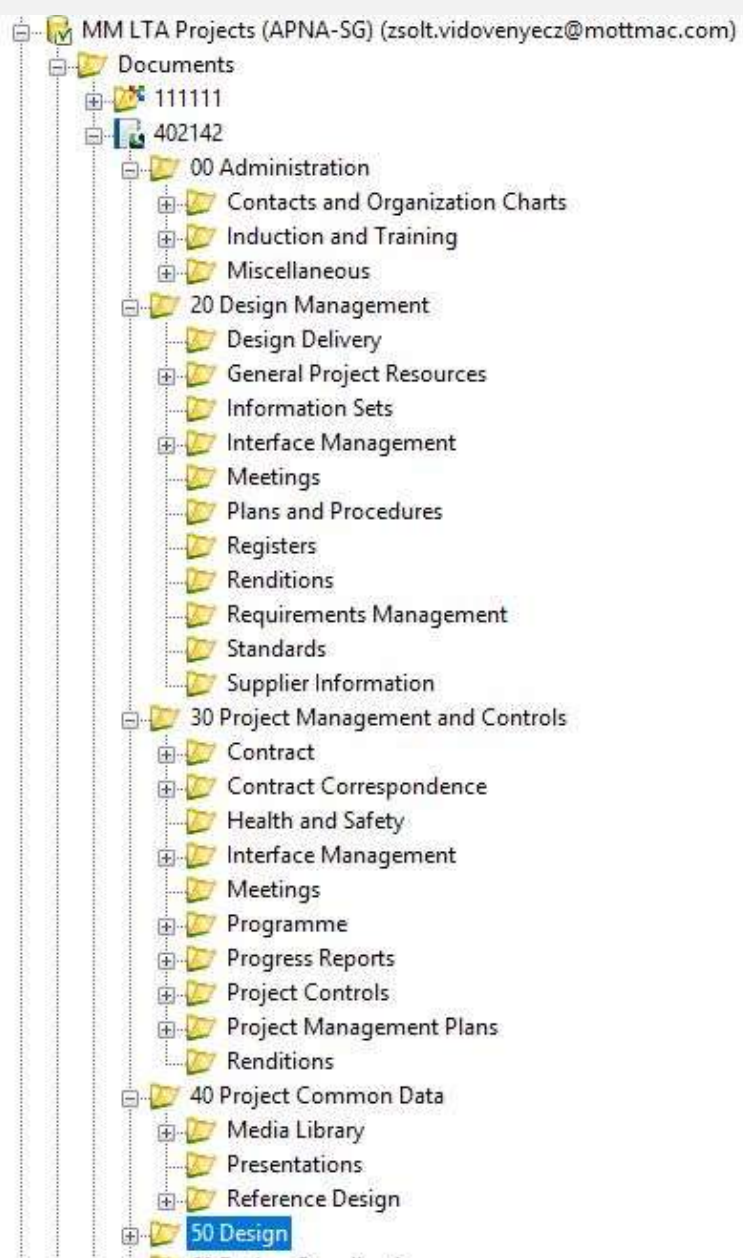 MM LTA Projects (APNA-SG) (zsolt.vidovenyecz@mottmac.com)
Documents
111111
402142
00 Administration
Contacts and Organization Charts
Induction and Training
Miscellaneous
20 Design Management
Design Delivery
General Project Resources
Information Sets
Interface Management
Meetings
Plans and Procedures
Registers
Renditions
Requirements Management
Standards
Supplier Information
30 Project Management and Controls
Contract
Contract Correspondence
Health and Safety
Interface Management
Meetings
Programme
Progress Reports
Project Controls
Project Management Plans
Renditions
40 Project Common Data
Media Library
Presentations
Reference Design
50 Design